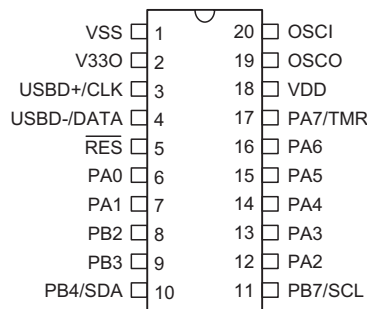 VSS 1 20 OSCI
V33O 2 19 OSCO
USBD+/CLK 3 18 VDD
USBD-/DATA 4 17 PA7/TMR
RES 5 16 PA6
PA0 6 15 PA5
PA1 7 14 PA4
PB2 8 13 PA3
PB3 9 12 PA2
PB4/SDA 10 11 PB7/SCL